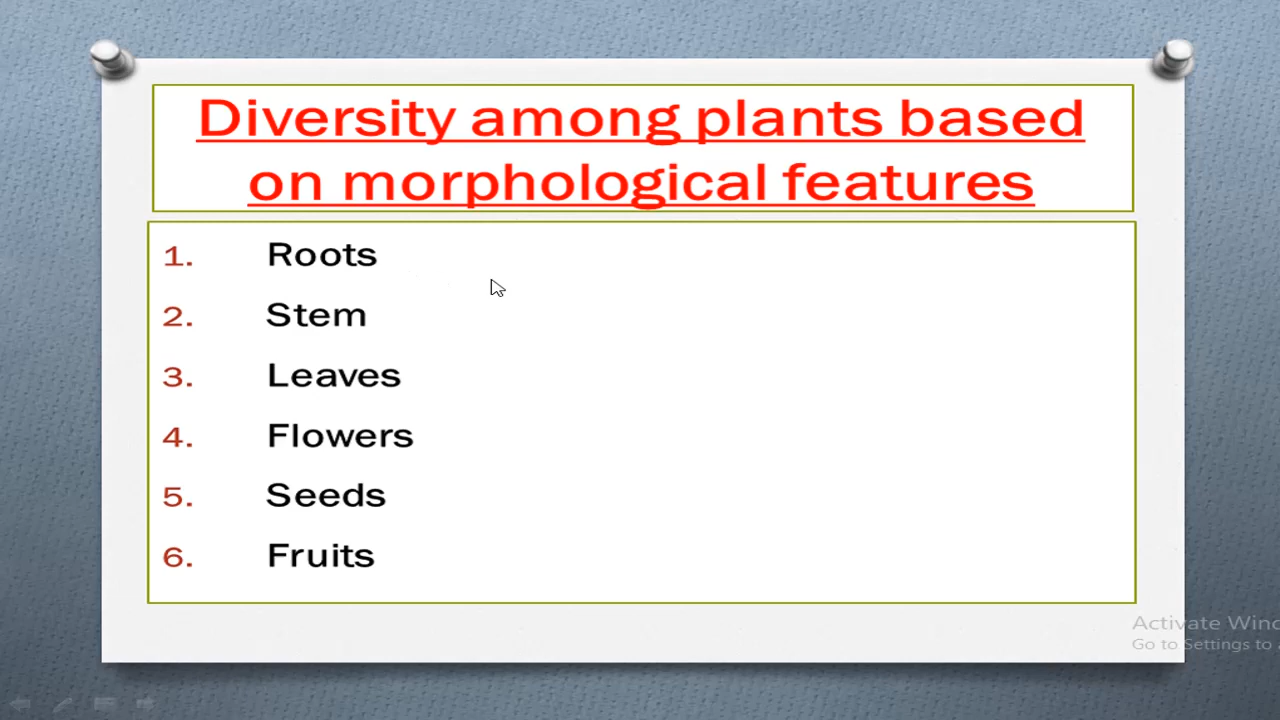 Diversity among plants based
on morphological features
1. Roots
2. Stem
3. Leaves
4. Flowers
5. Seeds
6. Fruits
Activate Wind
Go to Settings to